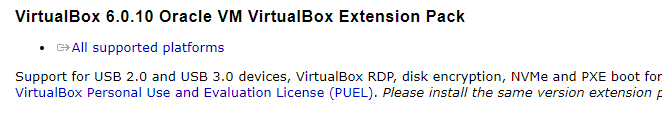 VirtualBox 6.0.10 Oracle VM VirtualBox Extension Pack
All supported platforms
Support for USB 2.0 and USB 3.0 devices, VirtualBox RDP, disk encryption, NVMe and PXE boot for
VirtualBox Personal Use and Evaluation License (PUEL). Please install the same version extension